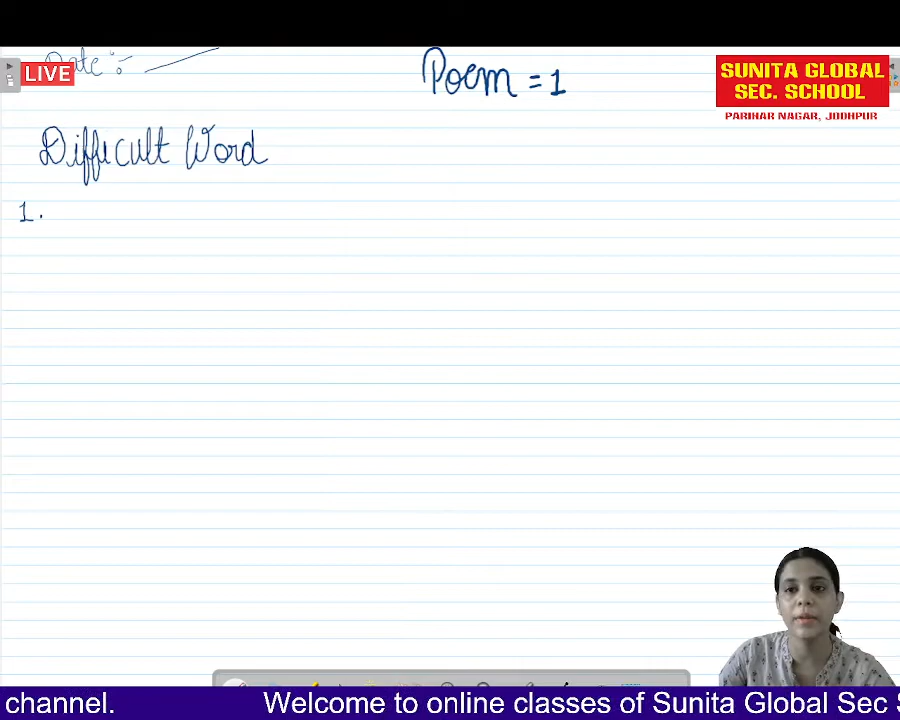 Date :-
LIVE
Poem = 1
SUNITA GLOBAL
SEC. SCHOOL
PARIHAR NAGAR, JODHPUR
Difficult Word
1.
channel. Welcome to online classes of Sunita Global Sec